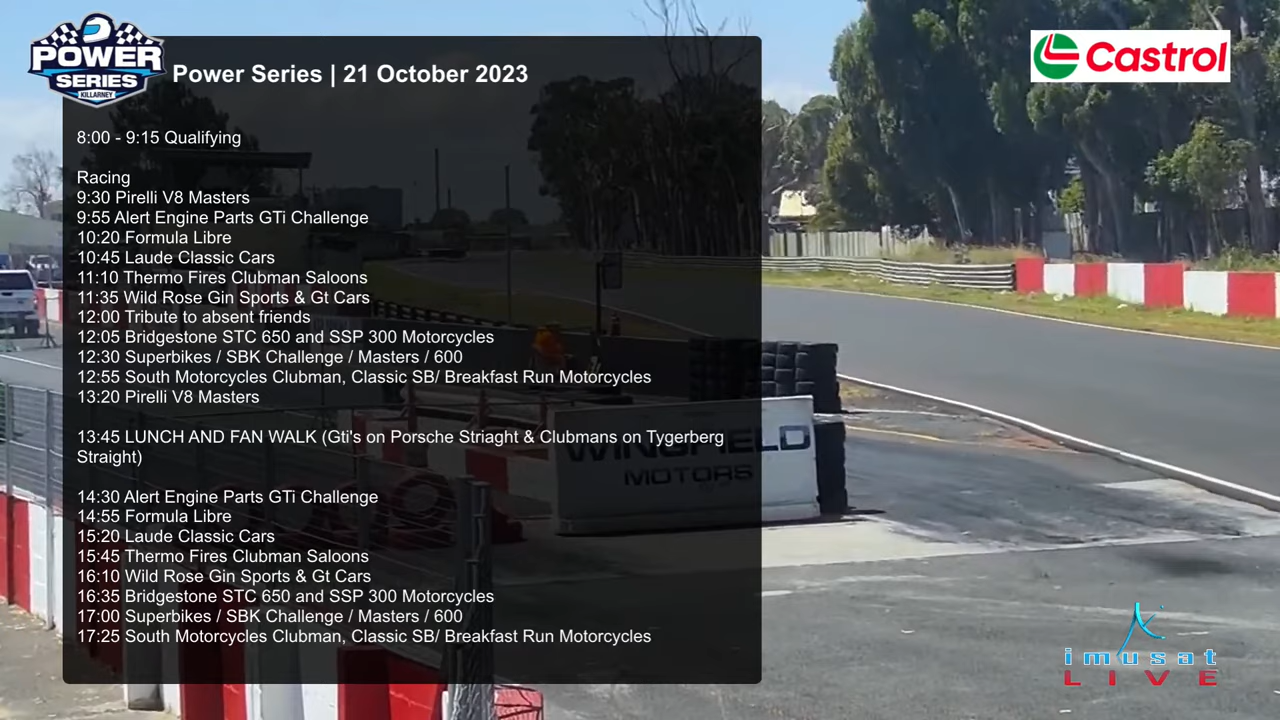 POWER
SERIES
KILLARNEY
Power Series | 21 October 2023
Castrol
8:00 - 9:15 Qualifying
Racing
9:30 Pirelli V8 Masters
9:55 Alert Engine Parts GTi Challenge
10:20 Formula Libre
10:45 Laude Classic Cars
11:10 Thermo Fires Clubman Saloons
11:35 Wild Rose Gin Sports & Gt Cars
12:00 Tribute to absent friends
12:05 Bridgestone STC 650 and SSP 300 Motorcycles
12:30 Superbikes / SBK Challenge / Masters / 600
12:55 South Motorcycles Clubman, Classic SB/ Breakfast Run Motorcycles
13:20 Pirelli V8 Masters
13:45 LUNCH AND FAN WALK (Gti's on Porsche Striaght & Clubmans on Tygerberg
Straight)
WINGFIELD
MOTORS
14:30 Alert Engine Parts GTi Challenge
14:55 Formula Libre
15:20 Laude Classic Cars
15:45 Thermo Fires Clubman Saloons
16:10 Wild Rose Gin Sports & Gt Cars
16:35 Bridgestone STC 650 and SSP 300 Motorcycles
17:00 Superbikes / SBK Challenge / Masters / 600
17:25 South Motorcycles Clubman, Classic SB/ Breakfast Run Motorcycles
imusat
LIVE